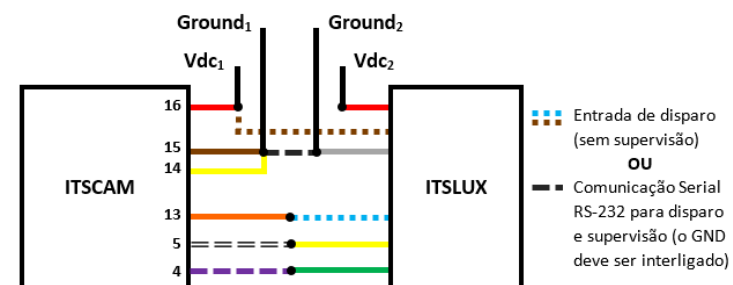 Ground₁
Ground₂
Vdc₁
Vdc₂
16
15
14
13
5
4
ITSCAM
ITSLUX
Entrada de disparo
(sem supervisão)
OU
Comunicação Serial
RS-232 para disparo
e supervisão (o GND
deve ser interligado)